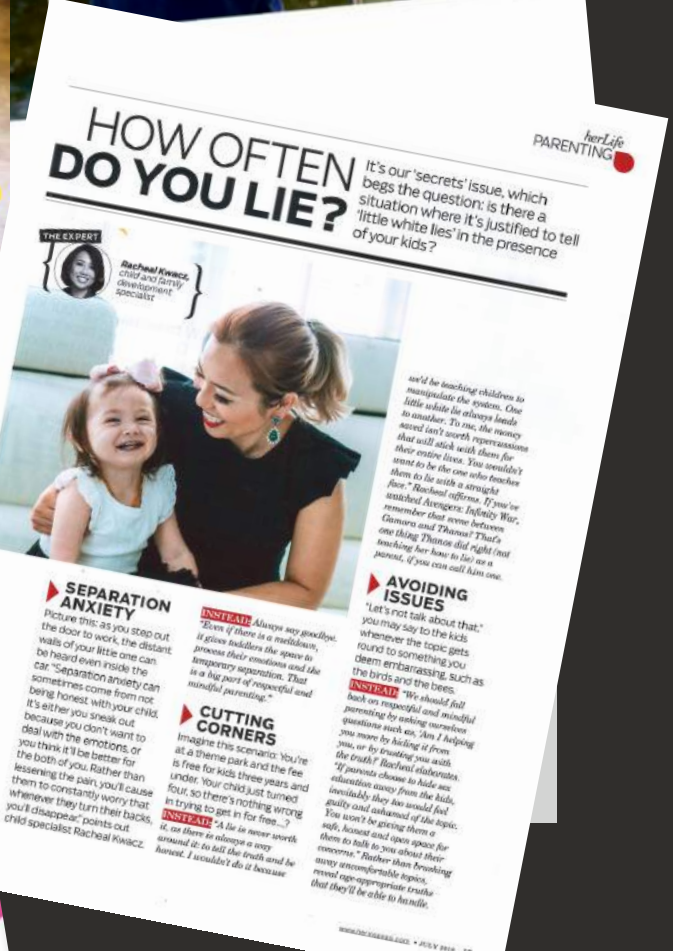 herLife
PARENTING
HOW OFTEN
DO YOU LIE?
It's our 'secrets' issue, which
begs the question: is there a
situation where it's justified to tell
'little white lies' in the presence
of your kids?
THE EXPERT
Racheal Kwacz,
child and family
development
specialist
SEPARATION
ANXIETY
Picture this: as you step out
the door to work, the distant
wails of your little one can
be heard even inside the
car. "Separation anxiety can
sometimes come from not
being honest with your child.
It's either you sneak out
because you don't want to
deal with the emotions, or
you think it'll be better for
the both of you. Rather than
lessening the pain, you'll cause
them to constantly worry that
whenever they turn their backs,
you'll disappear," points out
child specialist Racheal Kwacz.
INSTEAD: Always say goodbye.
"Even if there is a meltdown,
it gives toddlers the space to
process their emotions and the
temporary separation. That
is a big part of respectful and
mindful parenting."
CUTTING
CORNERS
Imagine this scenario: You're
at a theme park and the fee
is free for kids three years and
under. Your child just turned
four, so there's nothing wrong
in trying to get in for free...?
INSTEAD: "A lie is never worth
it, as there is always a way
around it: to tell the truth and be
honest. I wouldn't do it because
we'd be teaching children to
manipulate the system. One
little white lie always leads
to another. To me, the money
saved isn't worth repercussions
that will stick with them for
their entire lives. You wouldn't
want to be the one who teaches
them to lie with a straight
face." Racheal affirms. If you've
watched Avengers: Infinity War,
remember that scene between
Gamora and Thanos? That's
one thing Thanos did right (not
teaching her how to lie) as a
parent, if you can call him one.
AVOIDING
ISSUES
"Let's not talk about that,"
you may say to the kids
whenever the topic gets
round to something you
deem embarrassing, such as
the birds and the bees.
INSTEAD: "We should fall
back on respectful and mindful
parenting by asking ourselves
questions such as, 'Am I helping
you more by hiding it from
you, or by trusting you with
the truth?' Racheal elaborates.
"If parents choose to hide sex
education away from the kids,
inevitably they too would feel
guilty and ashamed of the topic.
You won't be giving them a
safe, honest and open space for
them to talk to you about their
concerns." Rather than brushing
away uncomfortable topics,
reveal age-appropriate truths
that they'll be able to handle.
JULY